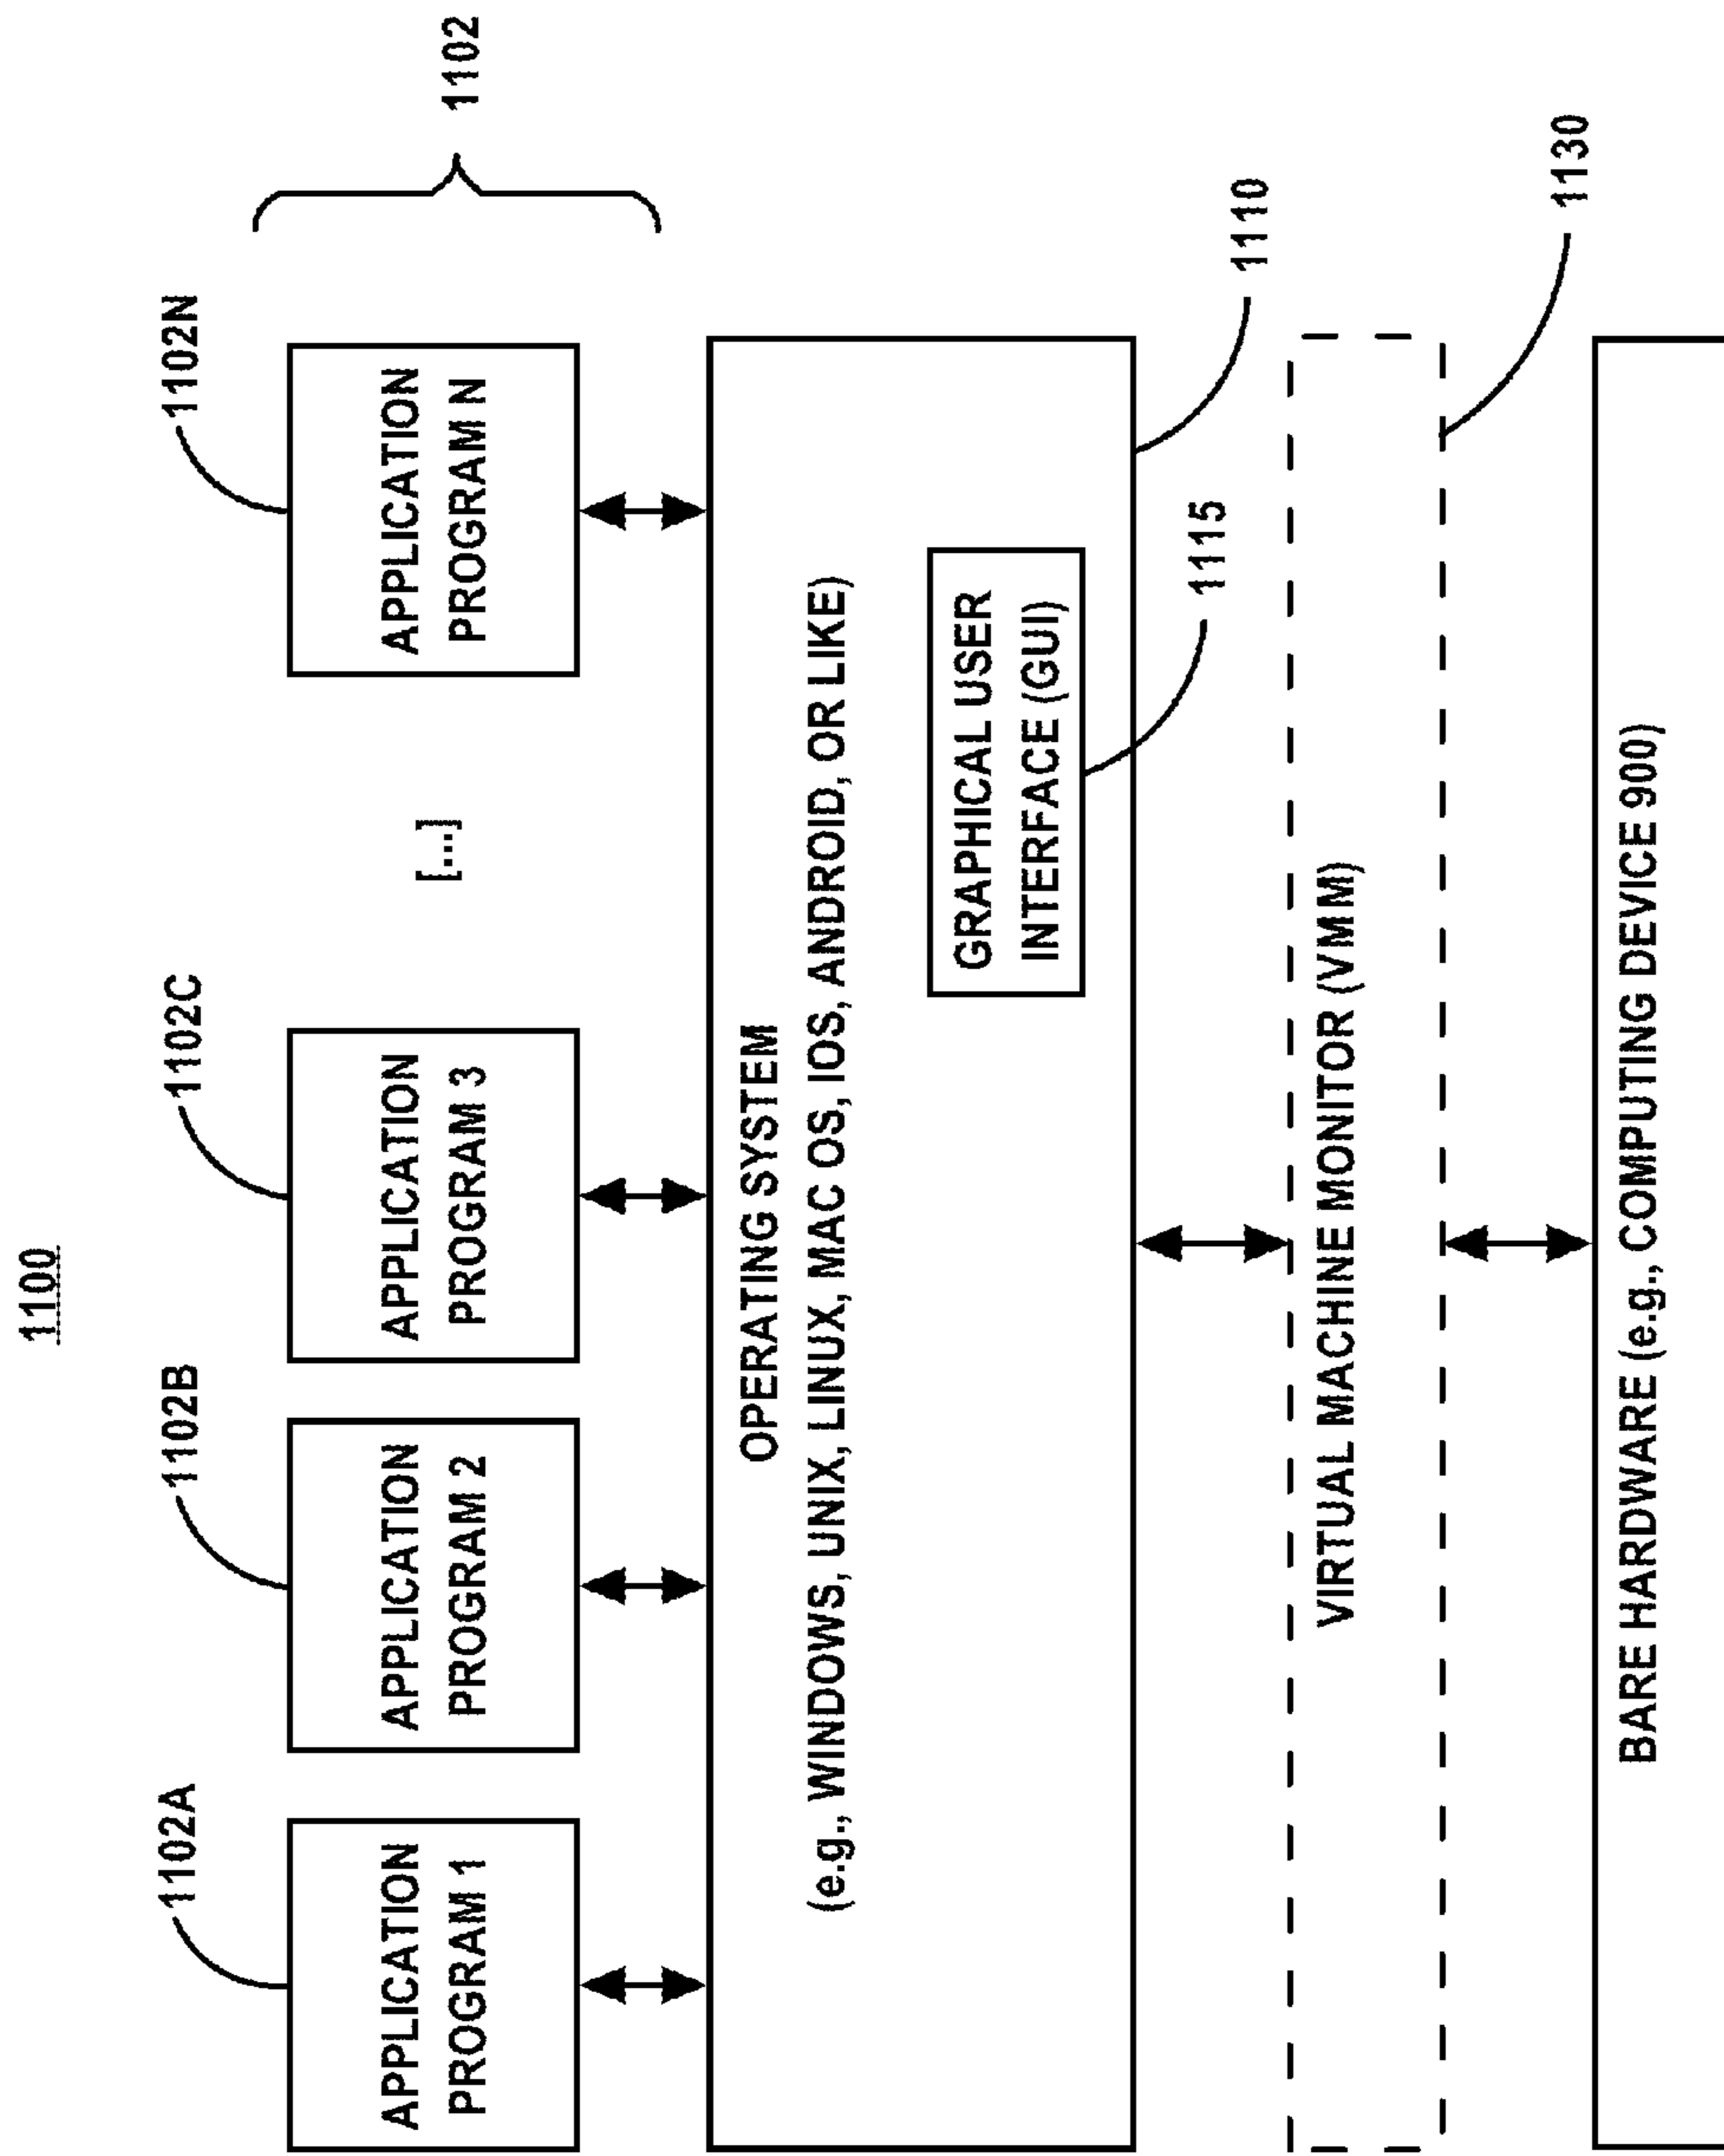 1100
1102A
1102B
1102C
1102N
1102
APPLICATION
PROGRAM 1
APPLICATION
PROGRAM 2
APPLICATION
PROGRAM 3
[...]
APPLICATION
PROGRAM N
OPERATING SYSTEM
(e.g., WINDOWS, UNIX, LINUX, MAC OS, IOS, ANDROID, OR LIKE)
GRAPHICAL USER
INTERFACE (GUI)
1115
1110
VIRTUAL MACHINE MONITOR (VMM)
1130
BARE HARDWARE (e.g., COMPUTING DEVICE 900)